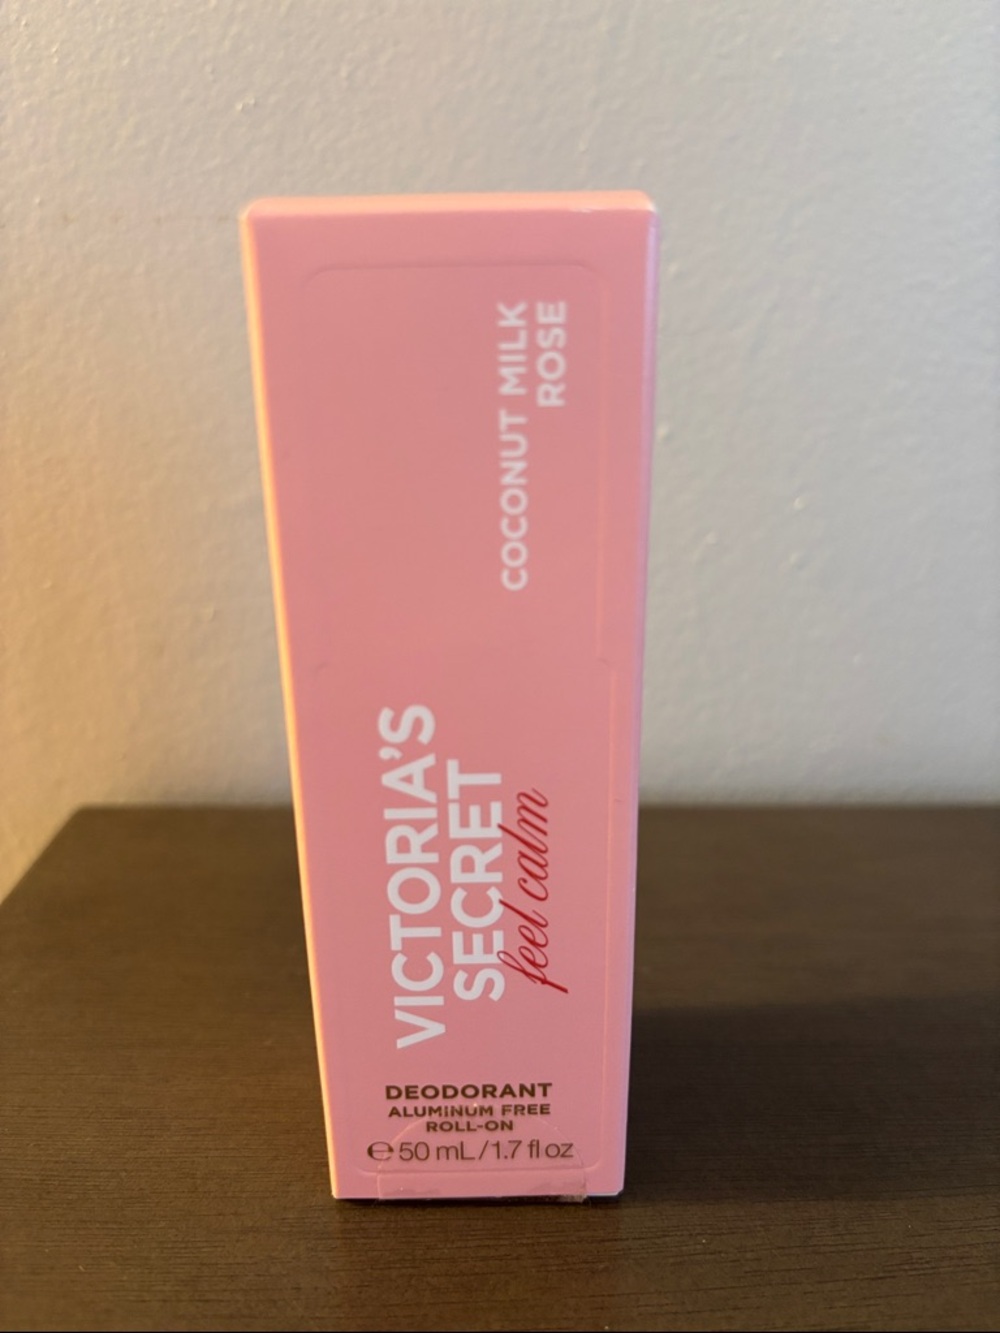 COCONUT MILK
ROSE
VICTORIA'S
SECRET
feel calm
DEODORANT
ALUMINUM FREE
ROLL-ON
℮ 50 mL/1.7 fl oz